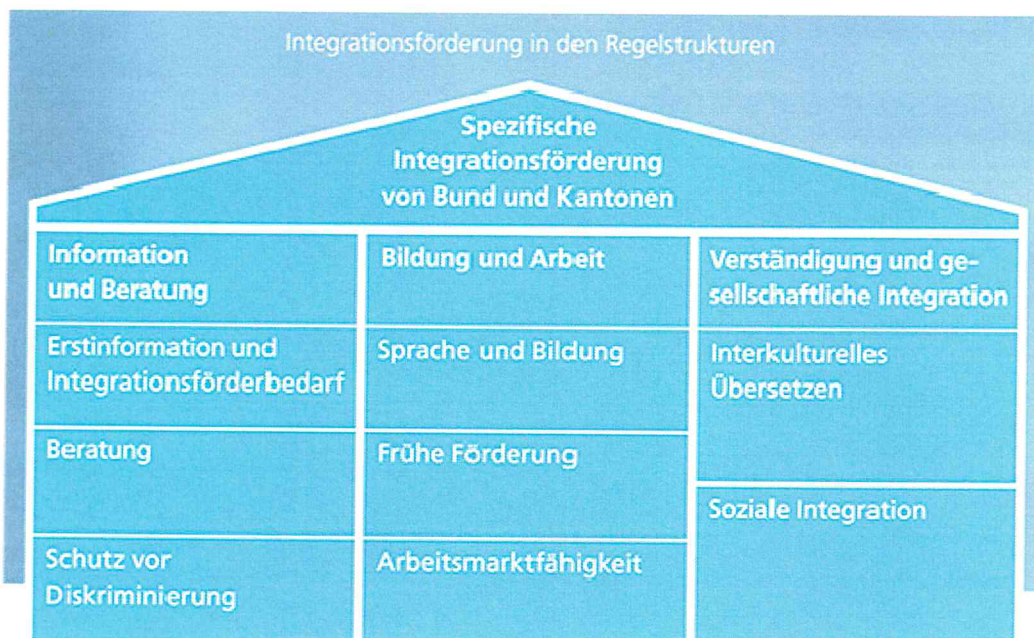 Integrationsförderung in den Regelstrukturen
Spezifische
Integrationsförderung
von Bund und Kantonen
Information
und Beratung
Erstinformation und
Integrationsförderbedarf
Beratung
Schutz vor
Diskriminierung
Bildung und Arbeit
Sprache und Bildung
Frühe Förderung
Arbeitsmarktfähigkeit
Verständigung und ge-
sellschaftliche Integration
Interkulturelles
Übersetzen
Soziale Integration